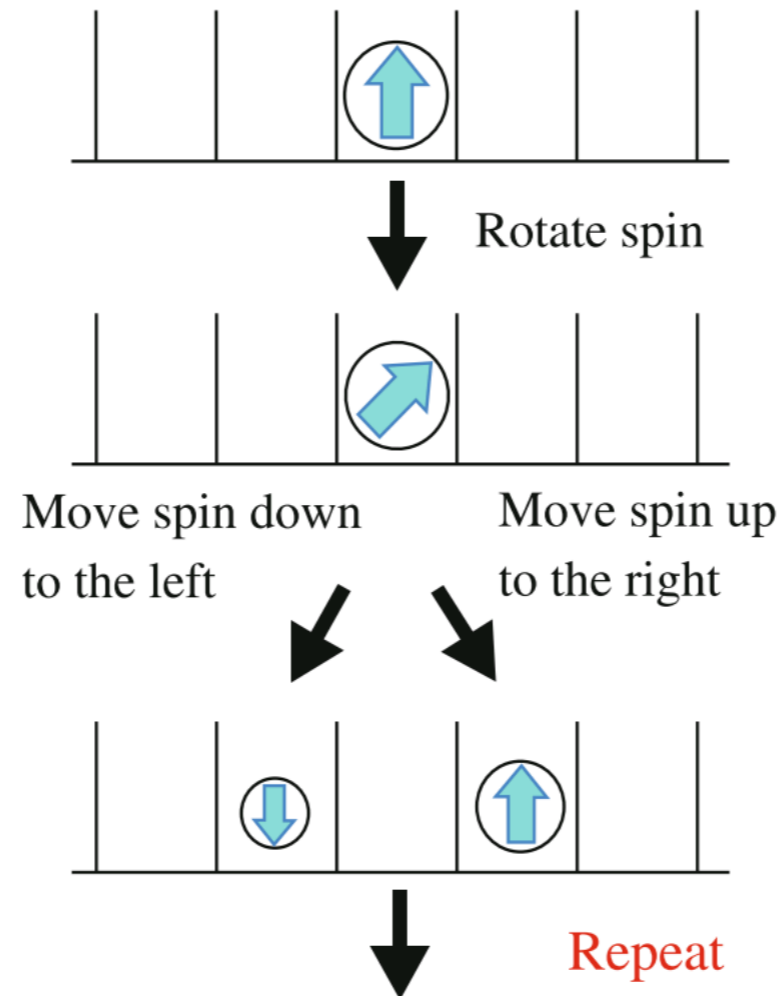 Rotate spin
Move spin down
to the left
Move spin up
to the right
Repeat